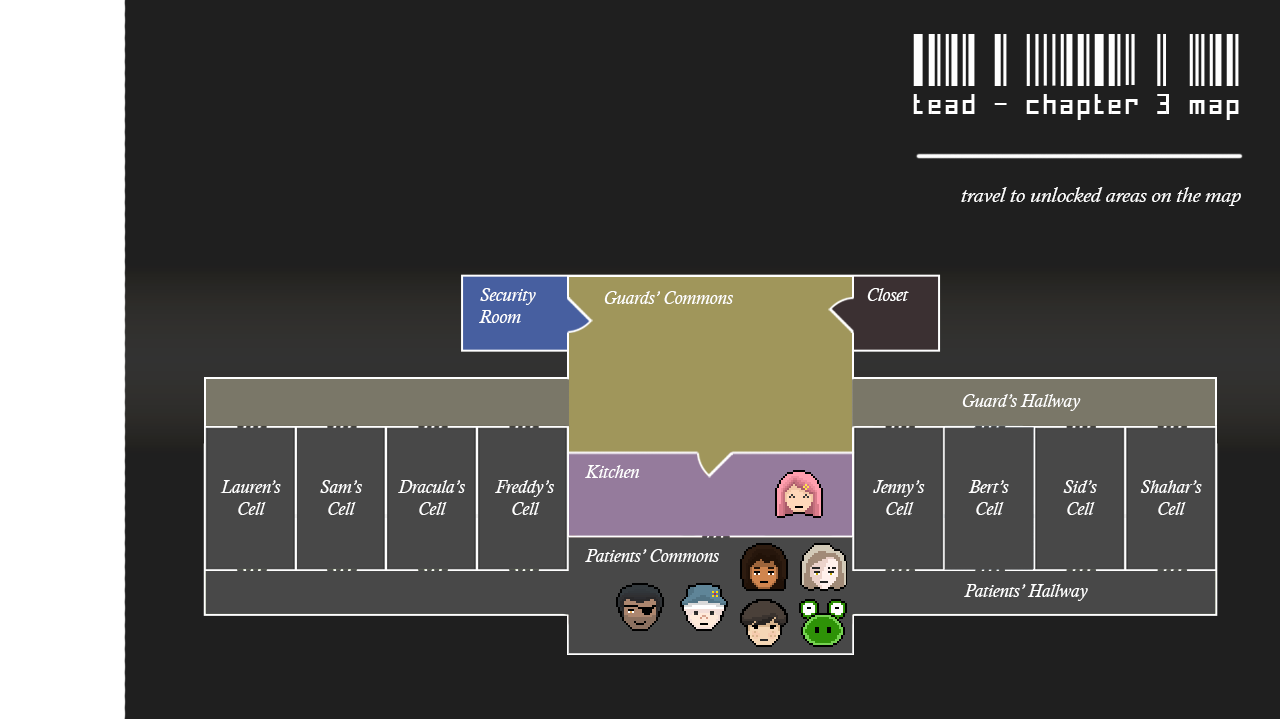 tead - chapter 3 map
travel to unlocked areas on the map
Security
Room
Guards’ Commons
Closet
Guard’s Hallway
Lauren’s
Cell
Sam’s
Cell
Dracula’s
Cell
Freddy’s
Cell
Kitchen
Jenny’s
Cell
Bert’s
Cell
Sid’s
Cell
Shahar’s
Cell
Patients’ Commons
Patients’ Hallway